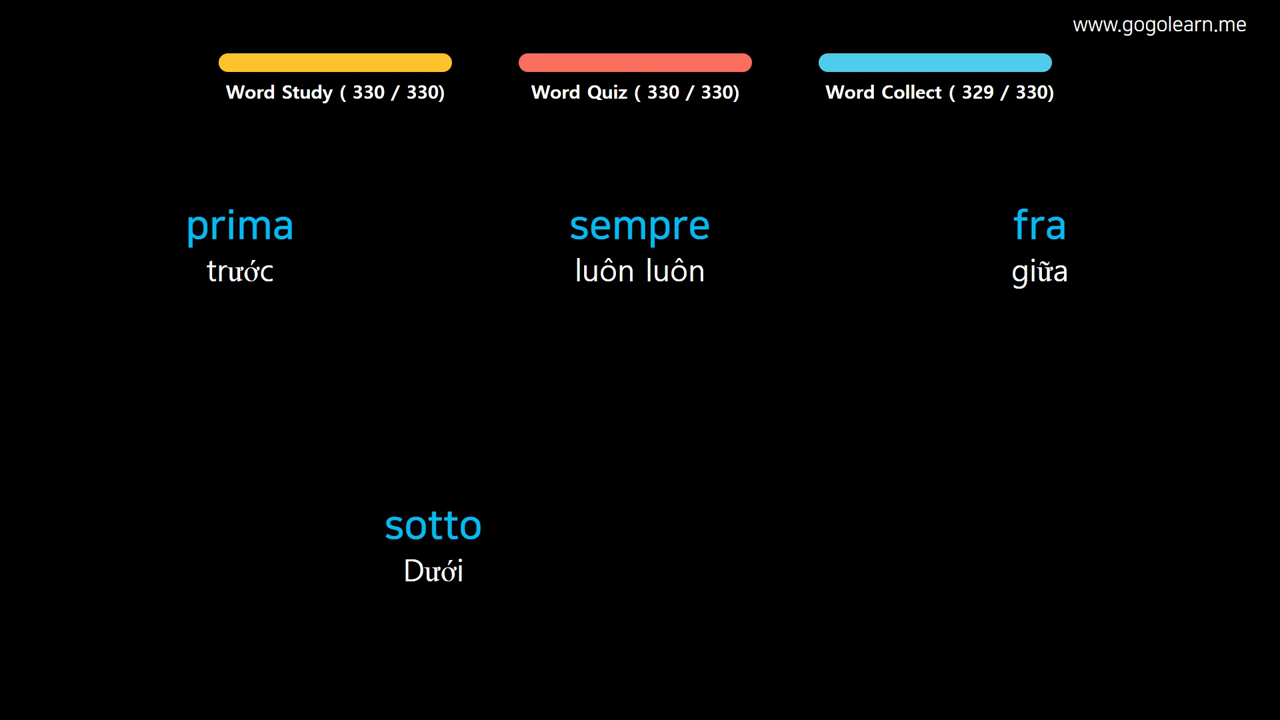 www.gogolearn.me
Word Study ( 330 / 330)
Word Quiz ( 330 / 330)
Word Collect ( 329 / 330)
prima
trước
sempre
luôn luôn
fra
giữa
sotto
Dưới